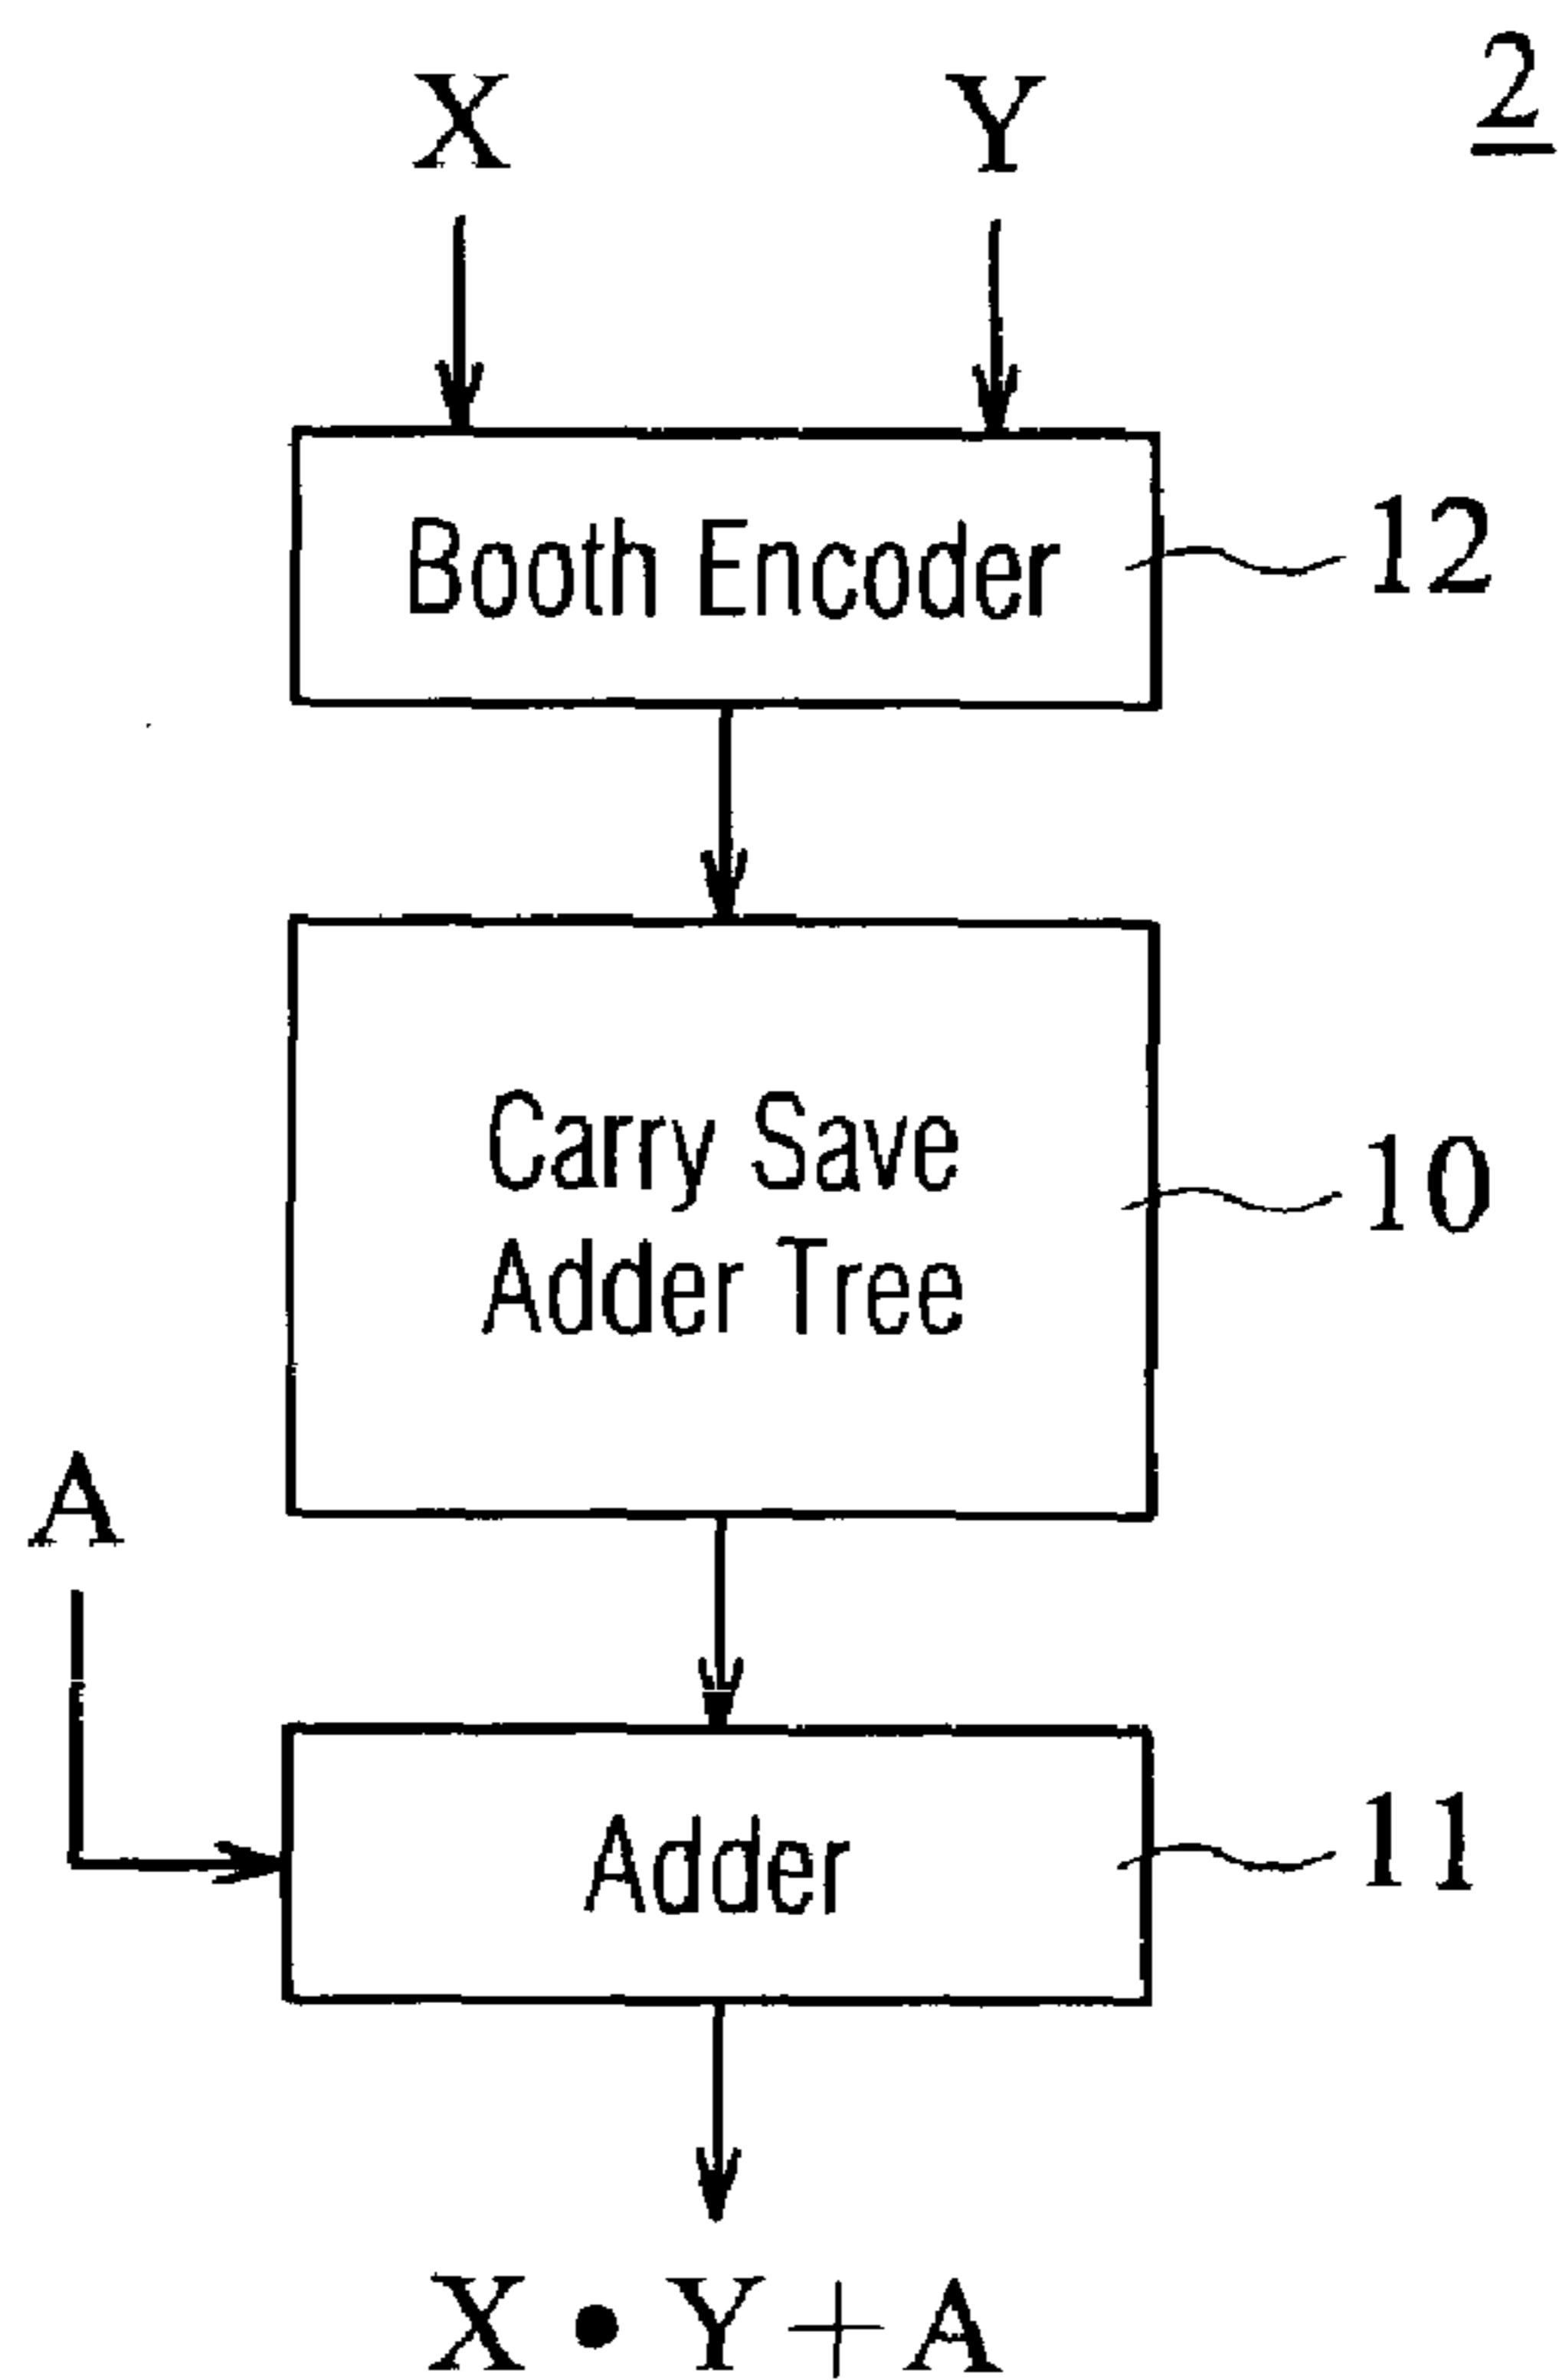 X Y 2
Booth Encoder 12
Carry Save
Adder Tree
10
A
Adder 11
X • Y + A